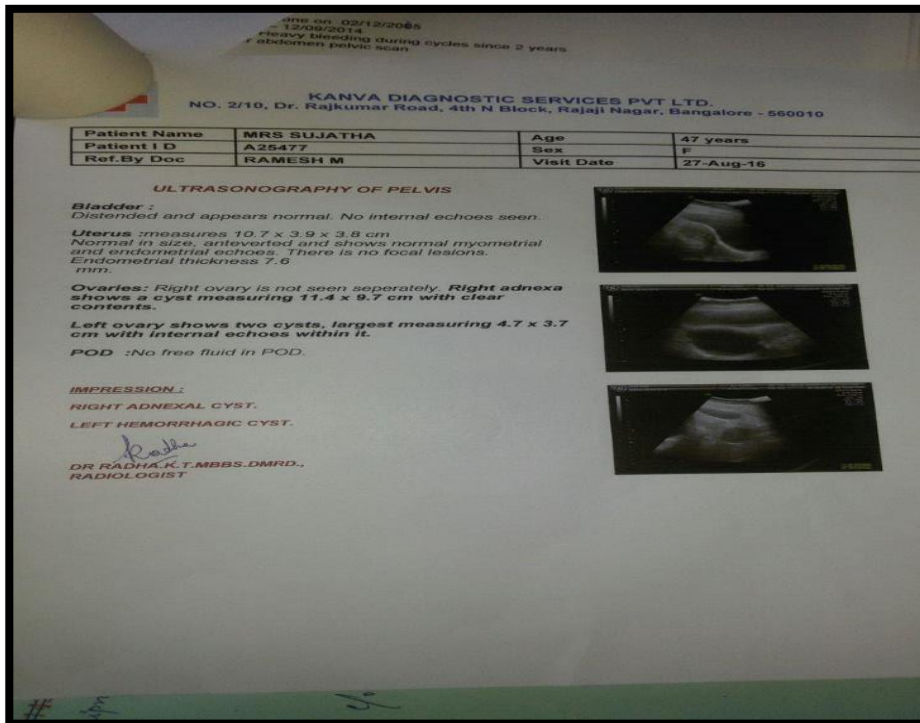 one on 02/12/2005
- 12/09/2014
Heavy bleeding during cycles since 2 years
r abdomen pelvic scan
KANVA DIAGNOSTIC SERVICES PVT LTD.
NO. 2/10, Dr. Rajkumar Road, 4th N Block, Rajaji Nagar, Bangalore - 560010
Patient Name MRS SUJATHA Age 47 years
Patient I D A25477 Sex F
Ref.By Doc RAMESH M Visit Date 27-Aug-16
ULTRASONOGRAPHY OF PELVIS
Bladder :
Distended and appears normal. No internal echoes seen.
Uterus :measures 10.7 x 3.9 x 3.8 cm
Normal in size, anteverted and shows normal myometrial
and endometrial echoes. There is no focal lesions.
Endometrial thickness 7.6
mm.
Ovaries: Right ovary is not seen seperately. Right adnexa
shows a cyst measuring 11.4 x 9.7 cm with clear
contents.
Left ovary shows two cysts, largest measuring 4.7 x 3.7
cm with internal echoes within it.
POD :No free fluid in POD.
IMPRESSION :
RIGHT ADNEXAL CYST.
LEFT HEMORRHAGIC CYST.
Radha
DR RADHA.K.T.MBBS.DMRD.,
RADIOLOGIST